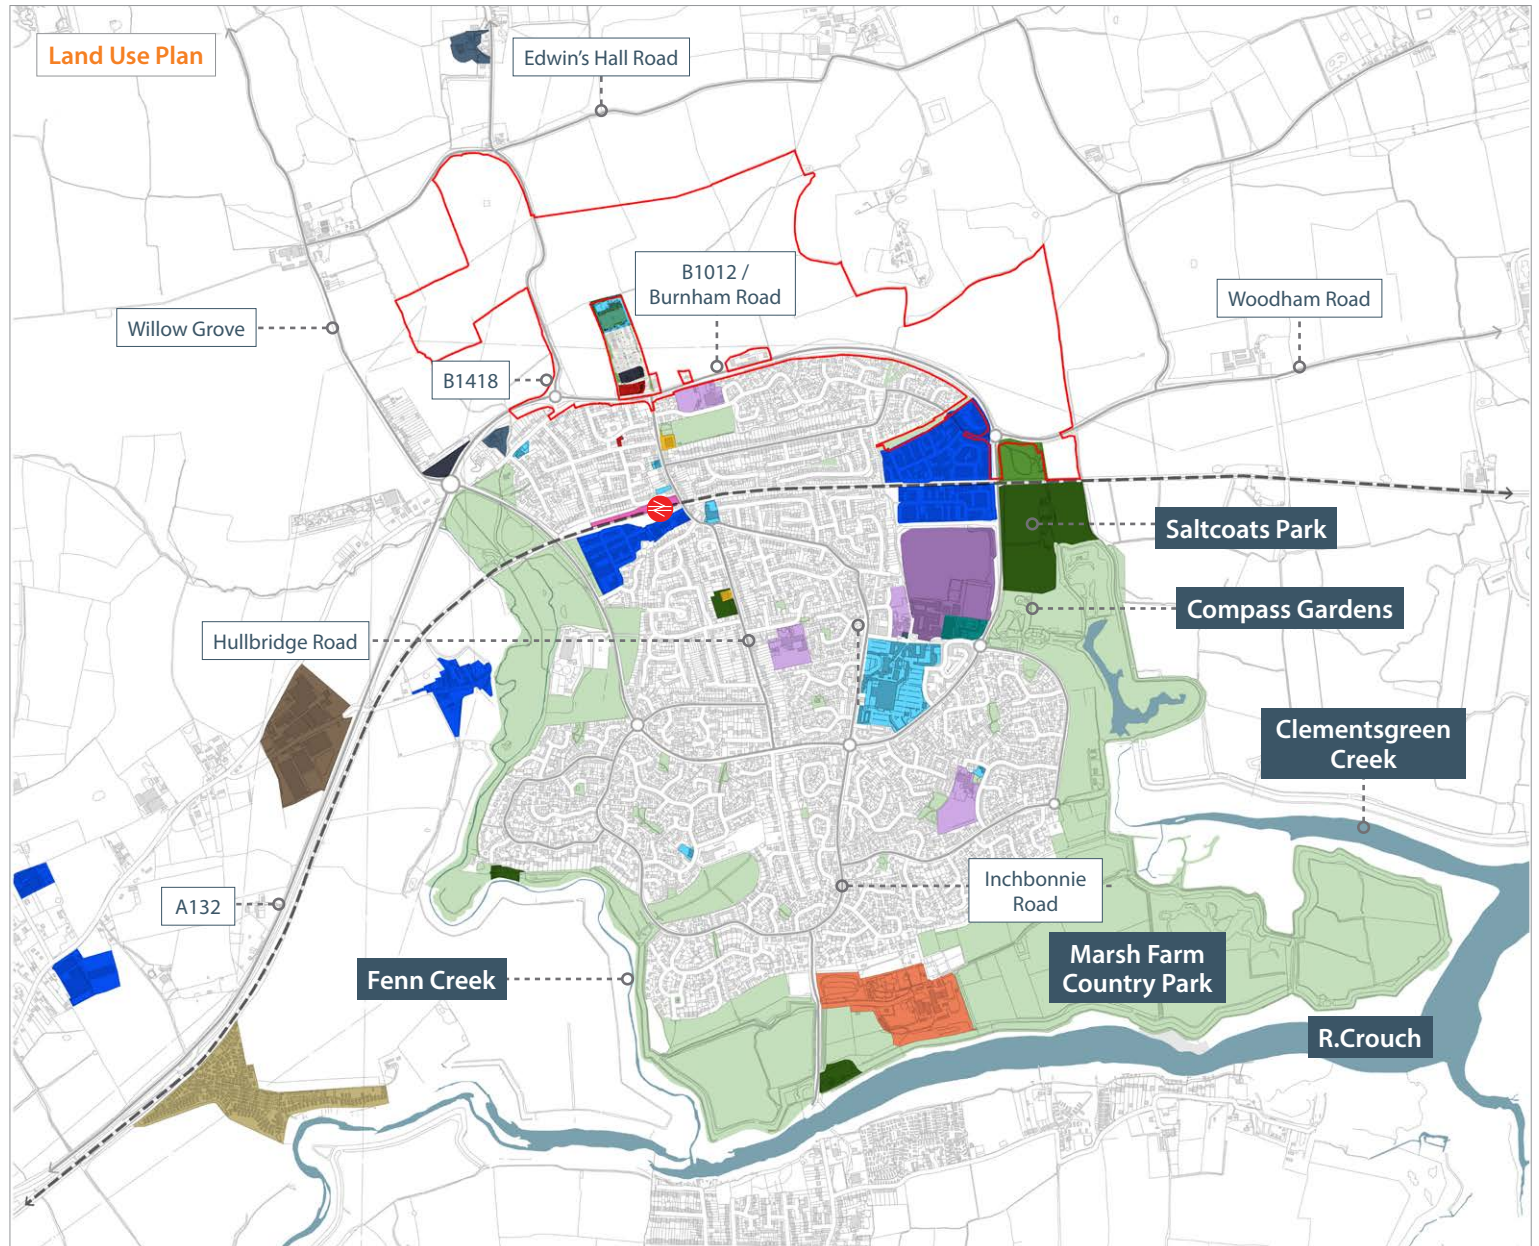 Land Use Plan
Edwin's Hall Road
B1012 /
Burnham Road
Woodham Road
Willow Grove
B1418
Saltcoats Park
Compass Gardens
Hullbridge Road
Clementsgreen
Creek
Inchbonnie
Road
A132
Marsh Farm
Country Park
Fenn Creek
R.Crouch